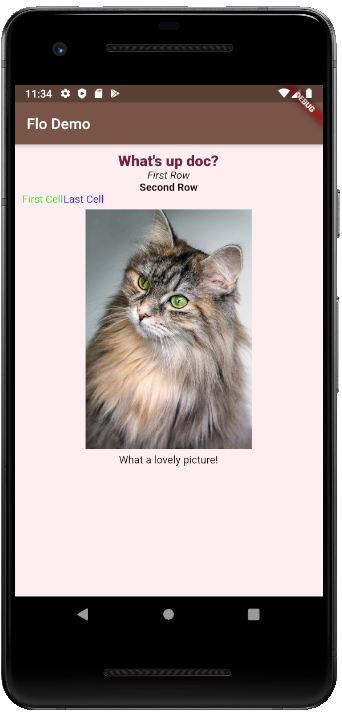 11:34
DEBUG
Flo Demo
What's up doc?
First Row
Second Row
First CellLast Cell
What a lovely picture!